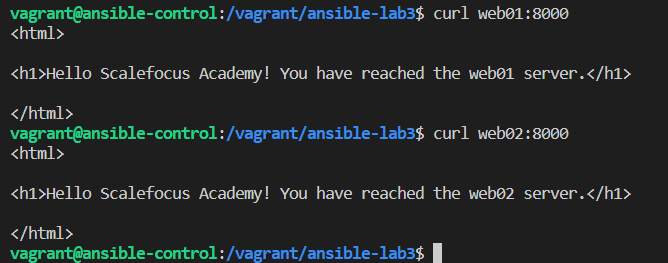 vagrant@ansible-control:/vagrant/ansible-lab3$ curl web01:8000
<html>
<h1>Hello Scalefocus Academy! You have reached the web01 server.</h1>
</html>
vagrant@ansible-control:/vagrant/ansible-lab3$ curl web02:8000
<html>
<h1>Hello Scalefocus Academy! You have reached the web02 server.</h1>
</html>
vagrant@ansible-control:/vagrant/ansible-lab3$